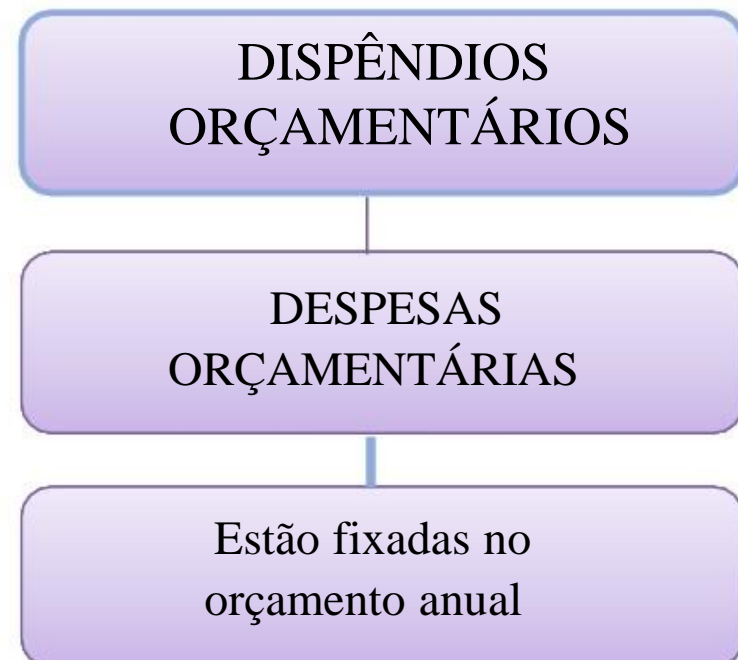 DISPÊNDIOS
ORÇAMENTÁRIOS
DESPESAS
ORÇAMENTÁRIAS
Estão fixadas no
orçamento anual